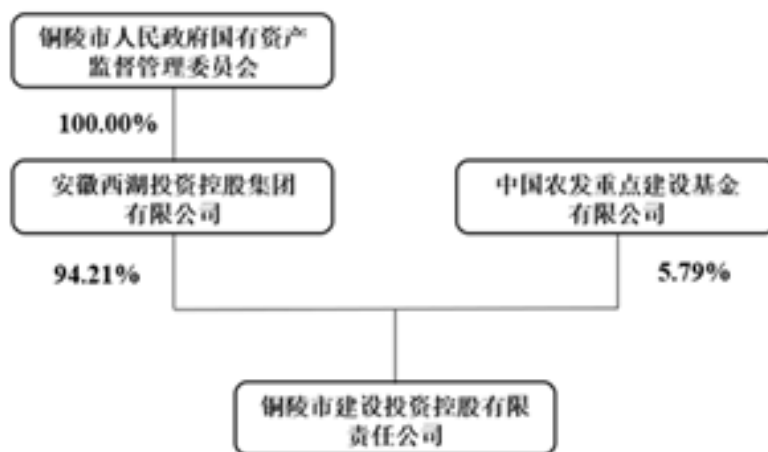 铜陵市人民政府国有资产
监督管理委员会
100.00%
安徽西湖投资控股集团
有限公司
中国农发重点建设基金
有限公司
94.21%
5.79%
铜陵市建设投资控股有限
责任公司